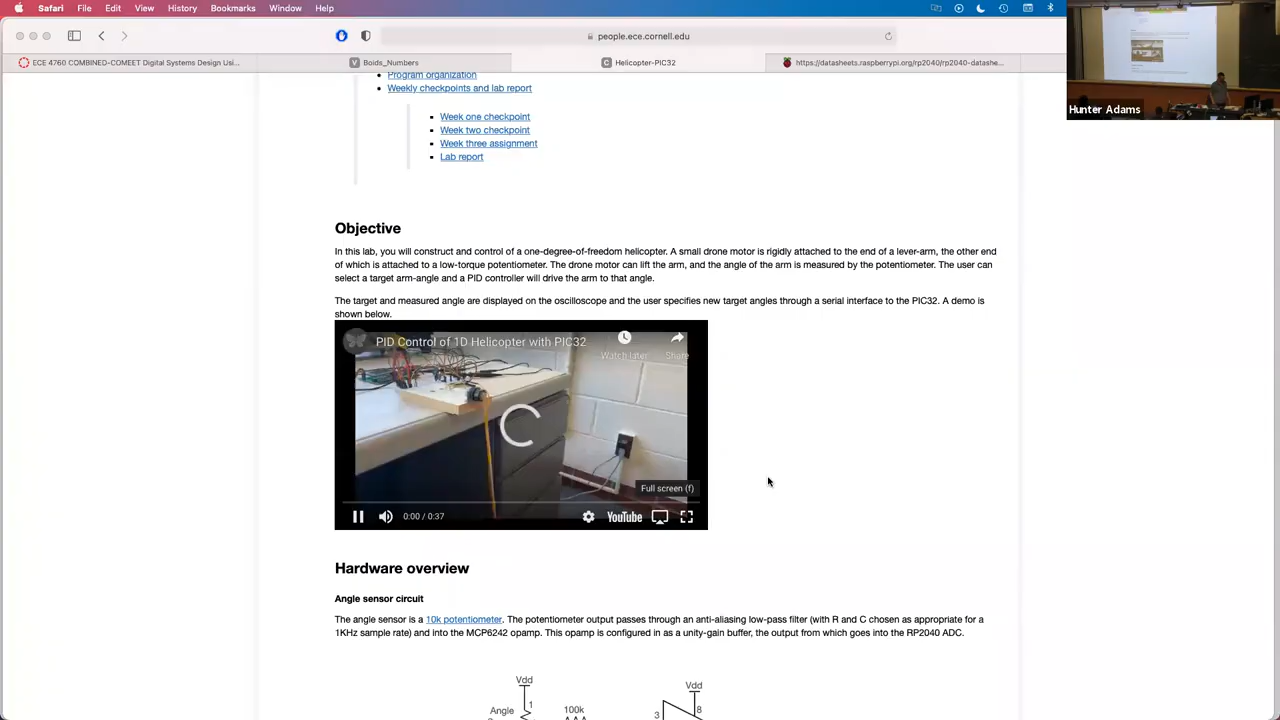 Safari File Edit View History Bookmarks Window Help
people.ece.cornell.edu
ECE 4760 COMBINED-COMEET Digital Systems Design Usi...
Boids_Numbers
Helicopter-PIC32
https://datasheets.raspberrypi.org/rp2040/rp2040-datashe...
Hunter Adams
Program organization
Weekly checkpoints and lab report
Week one checkpoint
Week two checkpoint
Week three assignment
Lab report
Objective
In this lab, you will construct and control of a one-degree-of-freedom helicopter. A small drone motor is rigidly attached to the end of a lever-arm, the other end
of which is attached to a low-torque potentiometer. The drone motor can lift the arm, and the angle of the arm is measured by the potentiometer. The user can
select a target arm-angle and a PID controller will drive the arm to that angle.
The target and measured angle are displayed on the oscilloscope and the user specifies new target angles through a serial interface to the PIC32. A demo is
shown below.
PID Control of 1D Helicopter with PIC32
Watch later
Share
Full screen (f)
0:00 / 0:37
YouTube
Hardware overview
Angle sensor circuit
The angle sensor is a 10k potentiometer. The potentiometer output passes through an anti-aliasing low-pass filter (with R and C chosen as appropriate for a
1KHz sample rate) and into the MCP6242 opamp. This opamp is configured in as a unity-gain buffer, the output from which goes into the RP2040 ADC.
Vdd
Vdd
1
Angle
100k
3
8